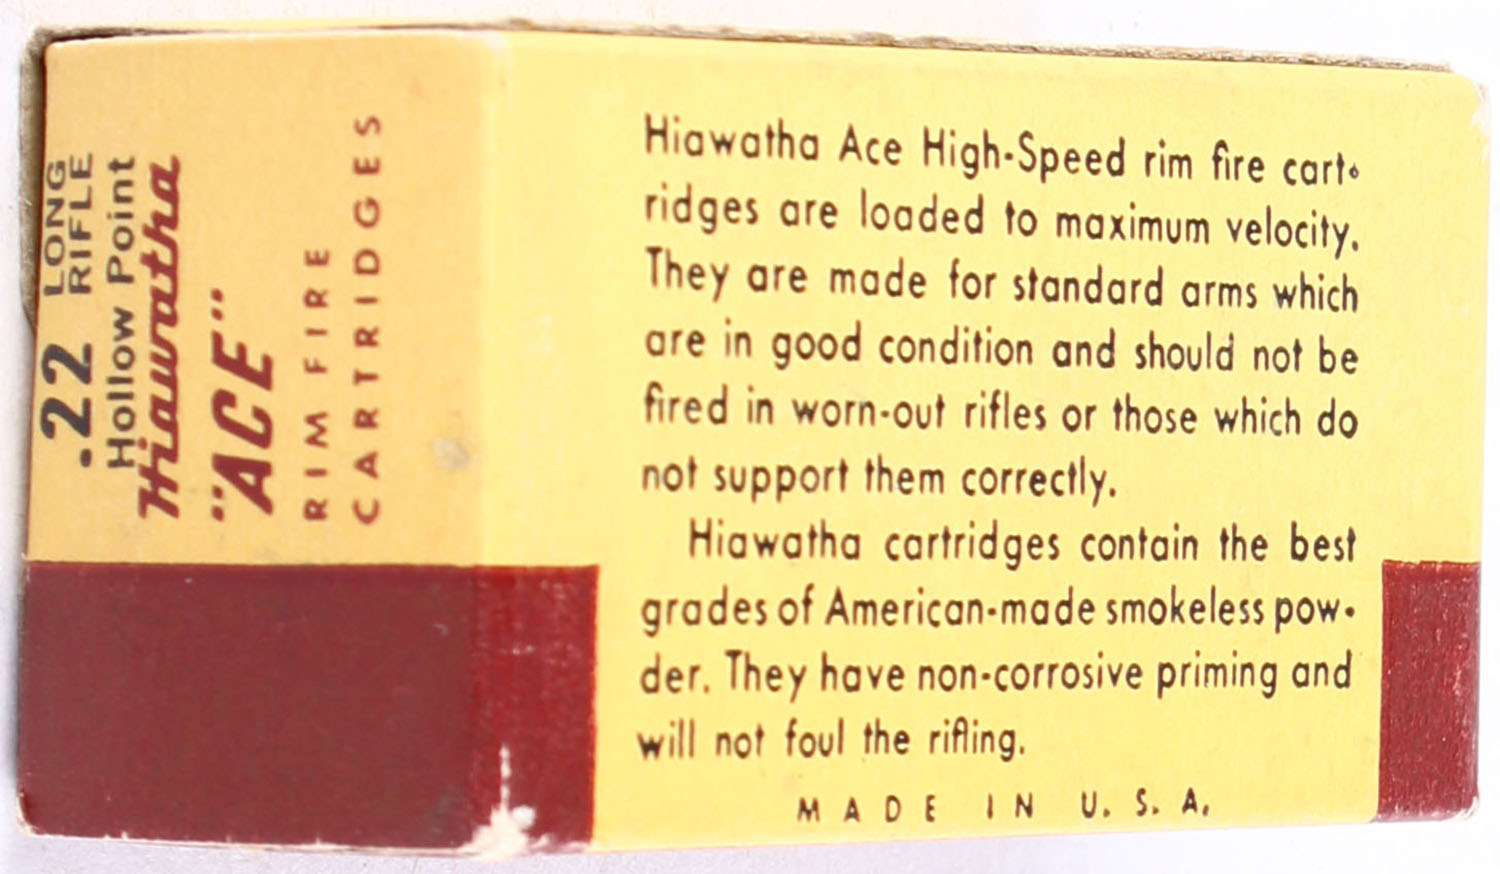 .22 LONG RIFLE
Hollow Point
Hiawatha
"ACE"
RIM FIRE
CARTRIDGES
Hiawatha Ace High-Speed rim fire cart-
ridges are loaded to maximum velocity.
They are made for standard arms which
are in good condition and should not be
fired in worn-out rifles or those which do
not support them correctly.
Hiawatha cartridges contain the best
grades of American-made smokeless pow-
der. They have non-corrosive priming and
will not foul the rifling.
MADE IN U. S. A.